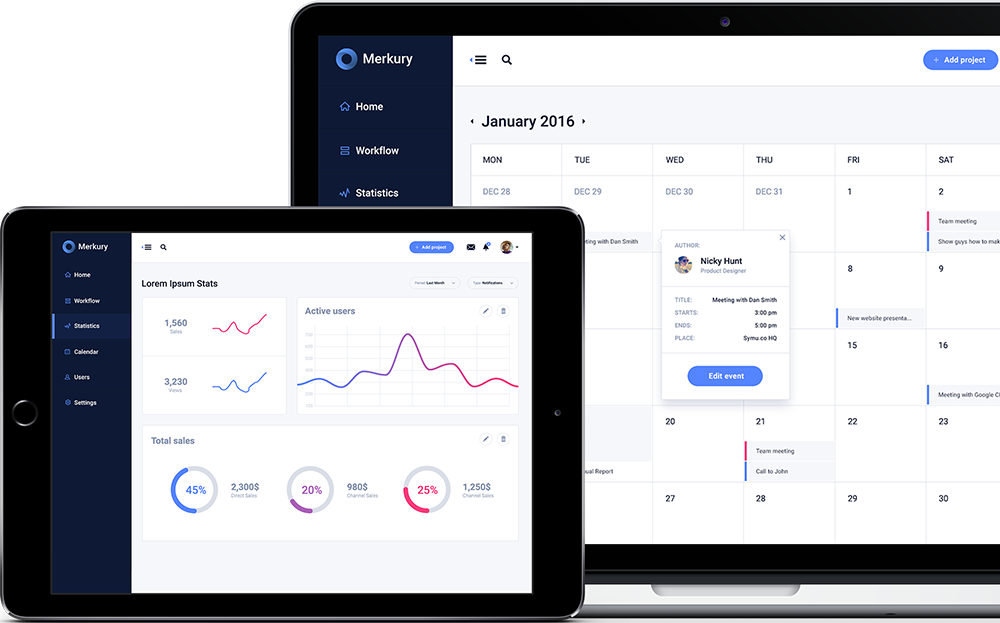 Merkury
Add project
Home
Workflow
Statistics
January 2016
MON TUE WED THU FRI SAT
DEC 28 DEC 29 DEC 30 DEC 31 1 2
Team meeting
Show guys how to mak
ting with Dan Smith
AUTHOR:
Nicky Hunt
Product Designer
TITLE: Meeting with Dan Smith
STARTS: 3:00 pm
ENDS: 5:00 pm
PLACE: Symu.co HQ
Edit event
8 9
New website presenta...
15 16
Meeting with Google C
20 21 22 23
Team meeting
Call to John
ual Report
27 28 29 30
Merkury
Add project
Home
Workflow
Statistics
Calendar
Users
Settings
Lorem Ipsum Stats
Period: Last Month
Type: Notifications
1,560
Sales
3,230
Views
Active users
Total sales
45%
2,300$
Direct Sales
20%
980$
Channel Sales
25%
1,250$
Channel Sales